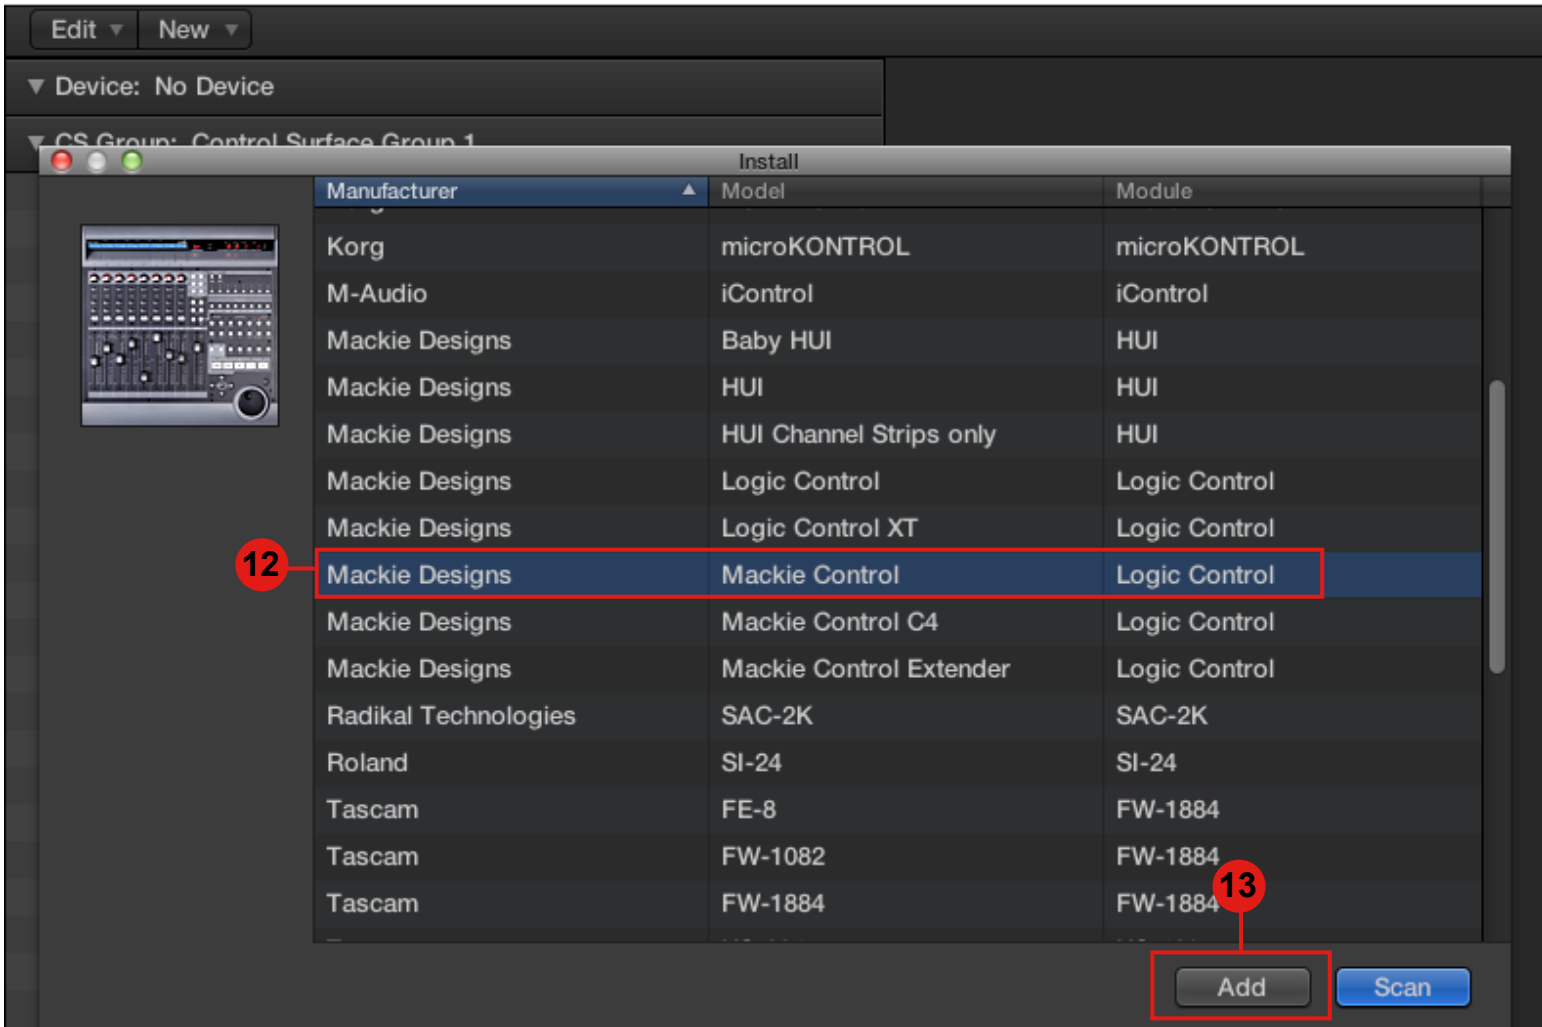 Edit New
Device: No Device
CS Group: Control Surface Group 1
Install
Manufacturer Model Module
Korg microKONTROL microKONTROL
M-Audio iControl iControl
Mackie Designs Baby HUI HUI
Mackie Designs HUI HUI
Mackie Designs HUI Channel Strips only HUI
Mackie Designs Logic Control Logic Control
Mackie Designs Logic Control XT Logic Control
12 Mackie Designs Mackie Control Logic Control
Mackie Designs Mackie Control C4 Logic Control
Mackie Designs Mackie Control Extender Logic Control
Radikal Technologies SAC-2K SAC-2K
Roland SI-24 SI-24
Tascam FE-8 FW-1884
Tascam FW-1082 FW-1884
13
Tascam FW-1884 FW-1884
Add Scan